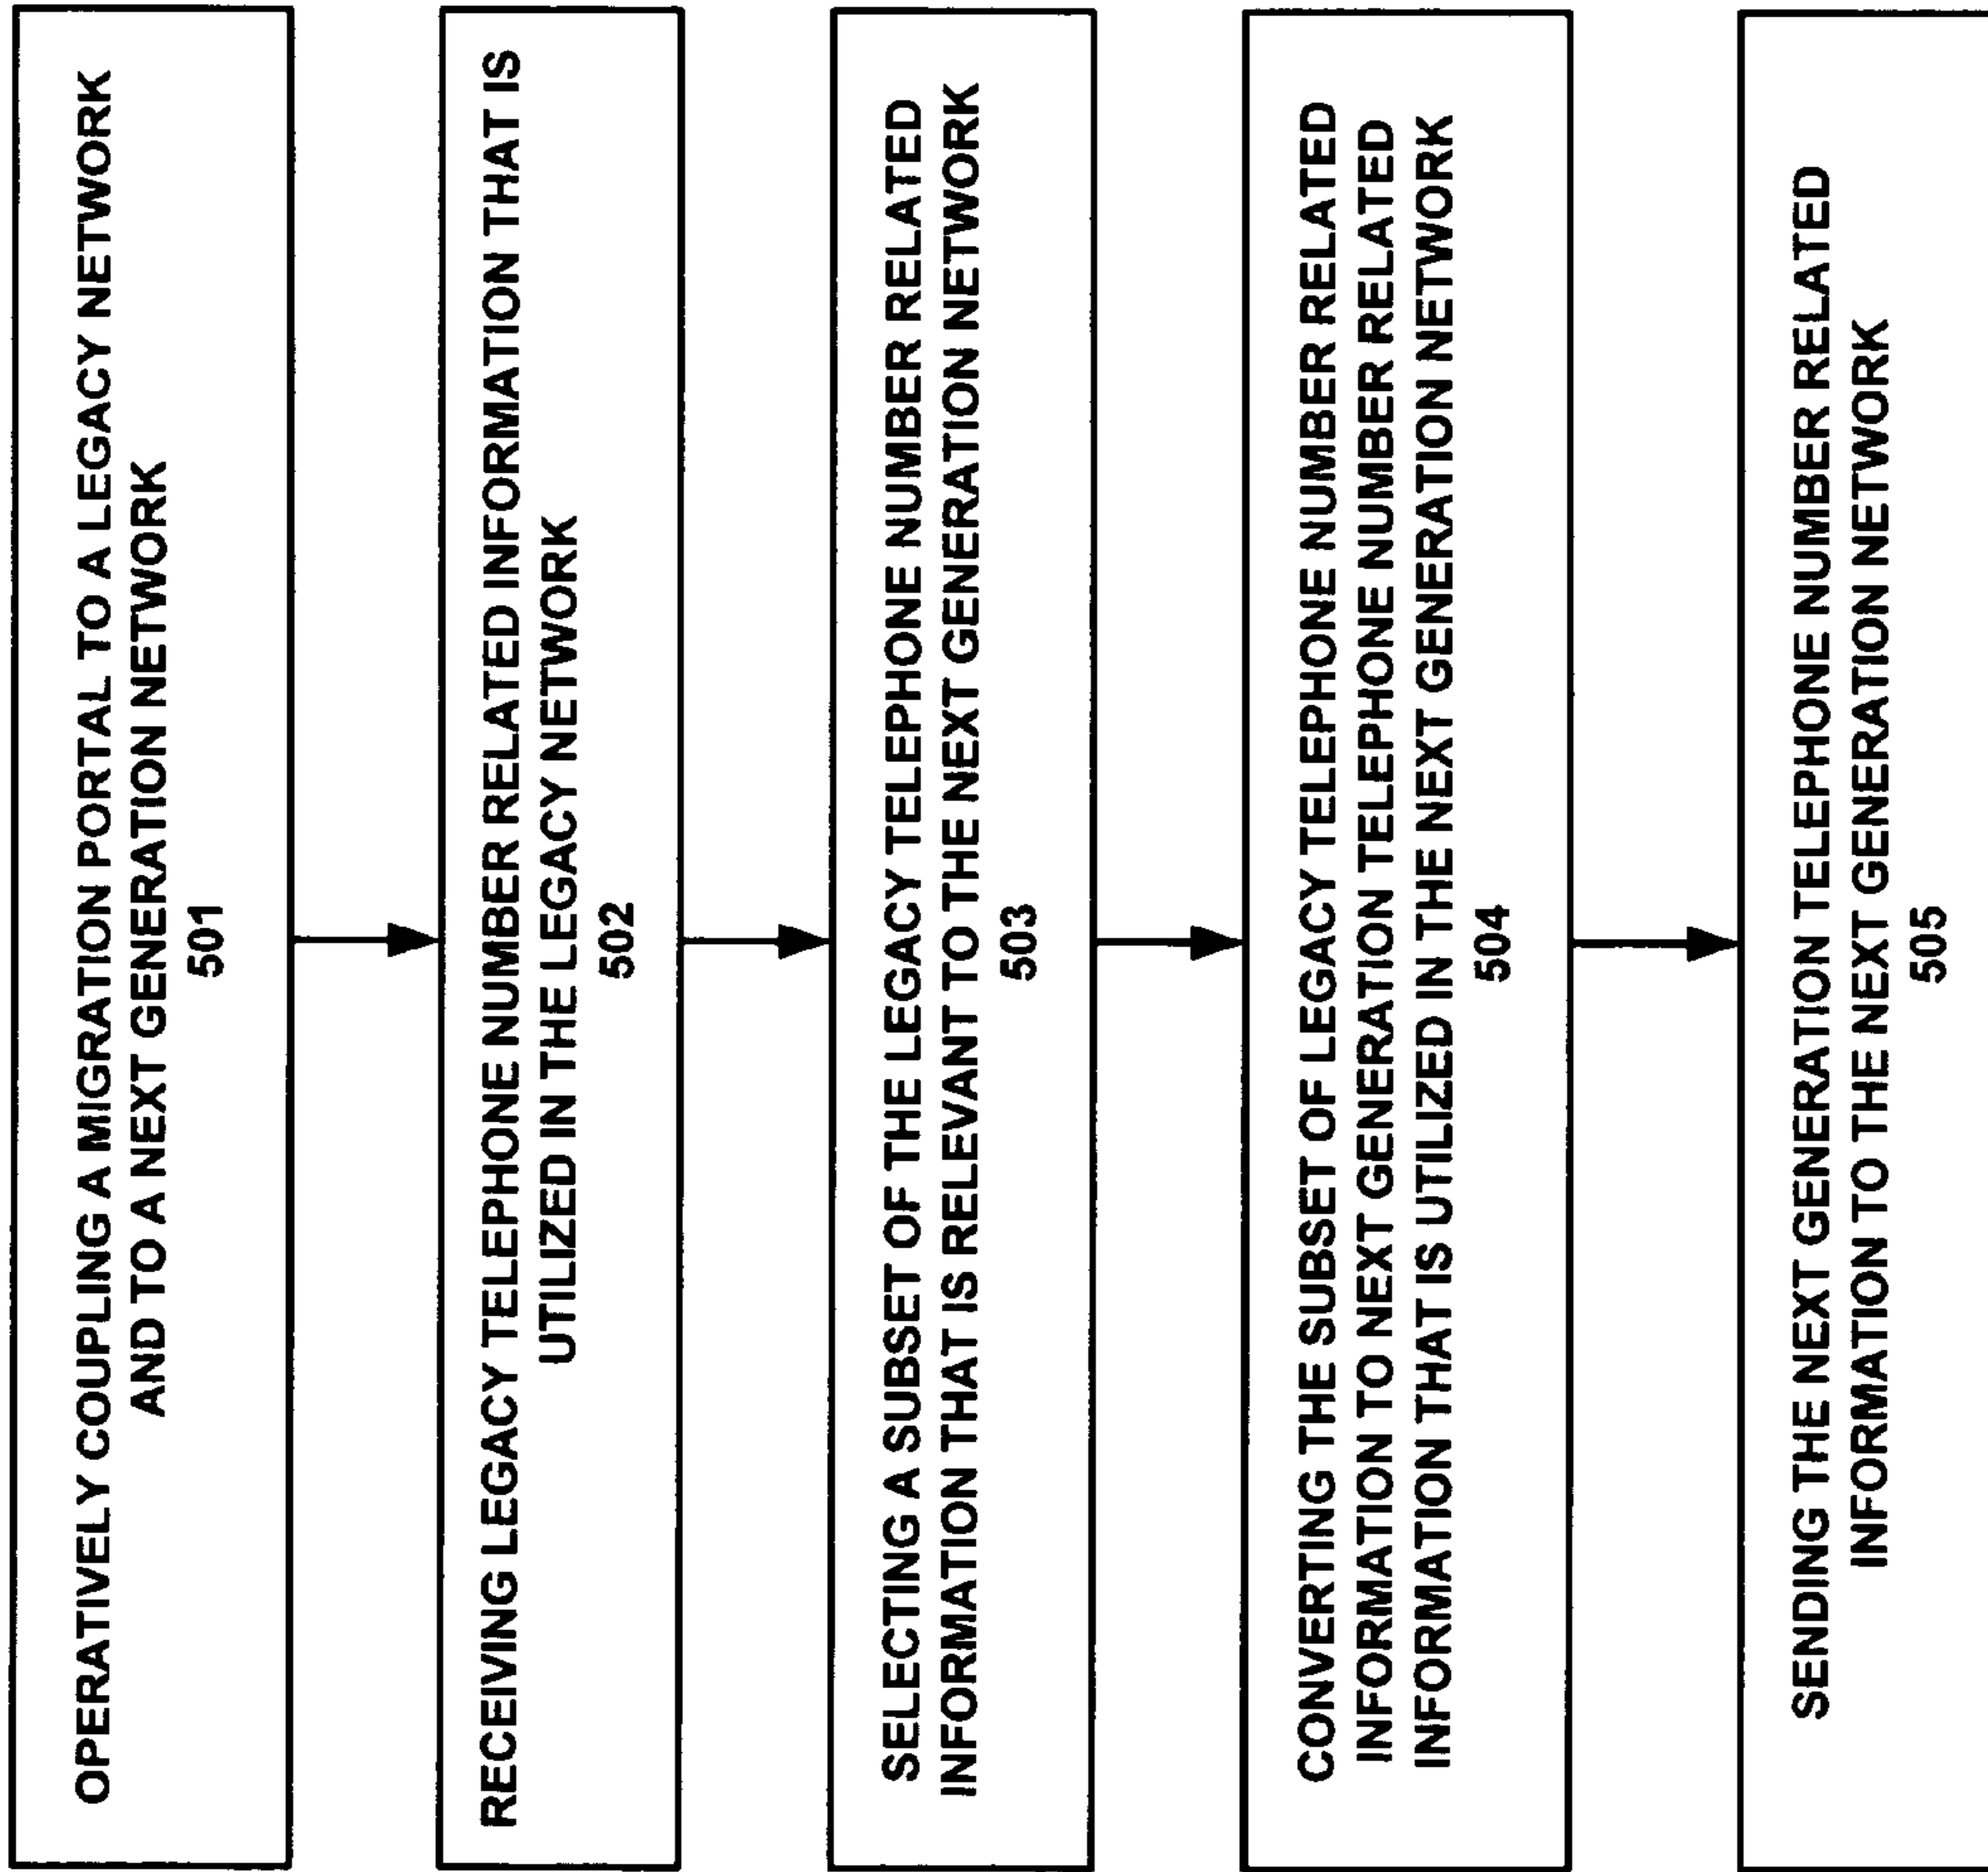 OPERATIVELY COUPLING A MIGRATION PORTAL TO A LEGACY NETWORK
AND TO A NEXT GENERATION NETWORK
501
RECEIVING LEGACY TELEPHONE NUMBER RELATED INFORMATION THAT IS
UTILIZED IN THE LEGACY NETWORK
502
SELECTING A SUBSET OF THE LEGACY TELEPHONE NUMBER RELATED
INFORMATION THAT IS RELEVANT TO THE NEXT GENERATION NETWORK
503
CONVERTING THE SUBSET OF LEGACY TELEPHONE NUMBER RELATED
INFORMATION TO NEXT GENERATION TELEPHONE NUMBER RELATED
INFORMATION THAT IS UTILIZED IN THE NEXT GENERATION NETWORK
504
SENDING THE NEXT GENERATION TELEPHONE NUMBER RELATED
INFORMATION TO THE NEXT GENERATION NETWORK
505